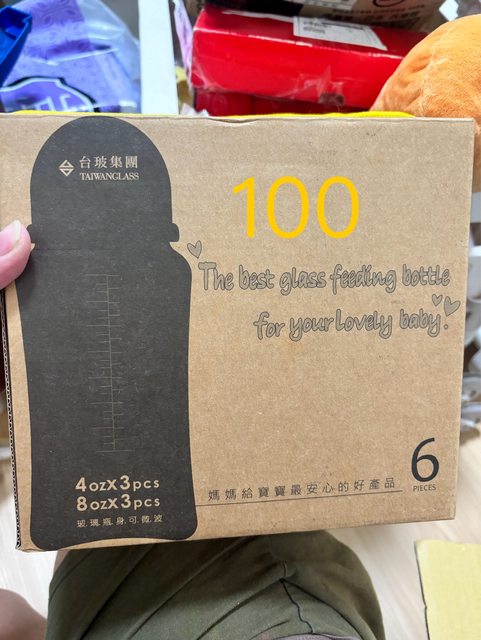 台玻集團
TAIWANGLASS
100
The best glass feeding bottle
for your Lovely baby.
4oz x 3pcs
8oz x 3pcs
玻.璃.瓶.身.可.微.波
媽媽給寶寶最安心的好產品
6
PIECES